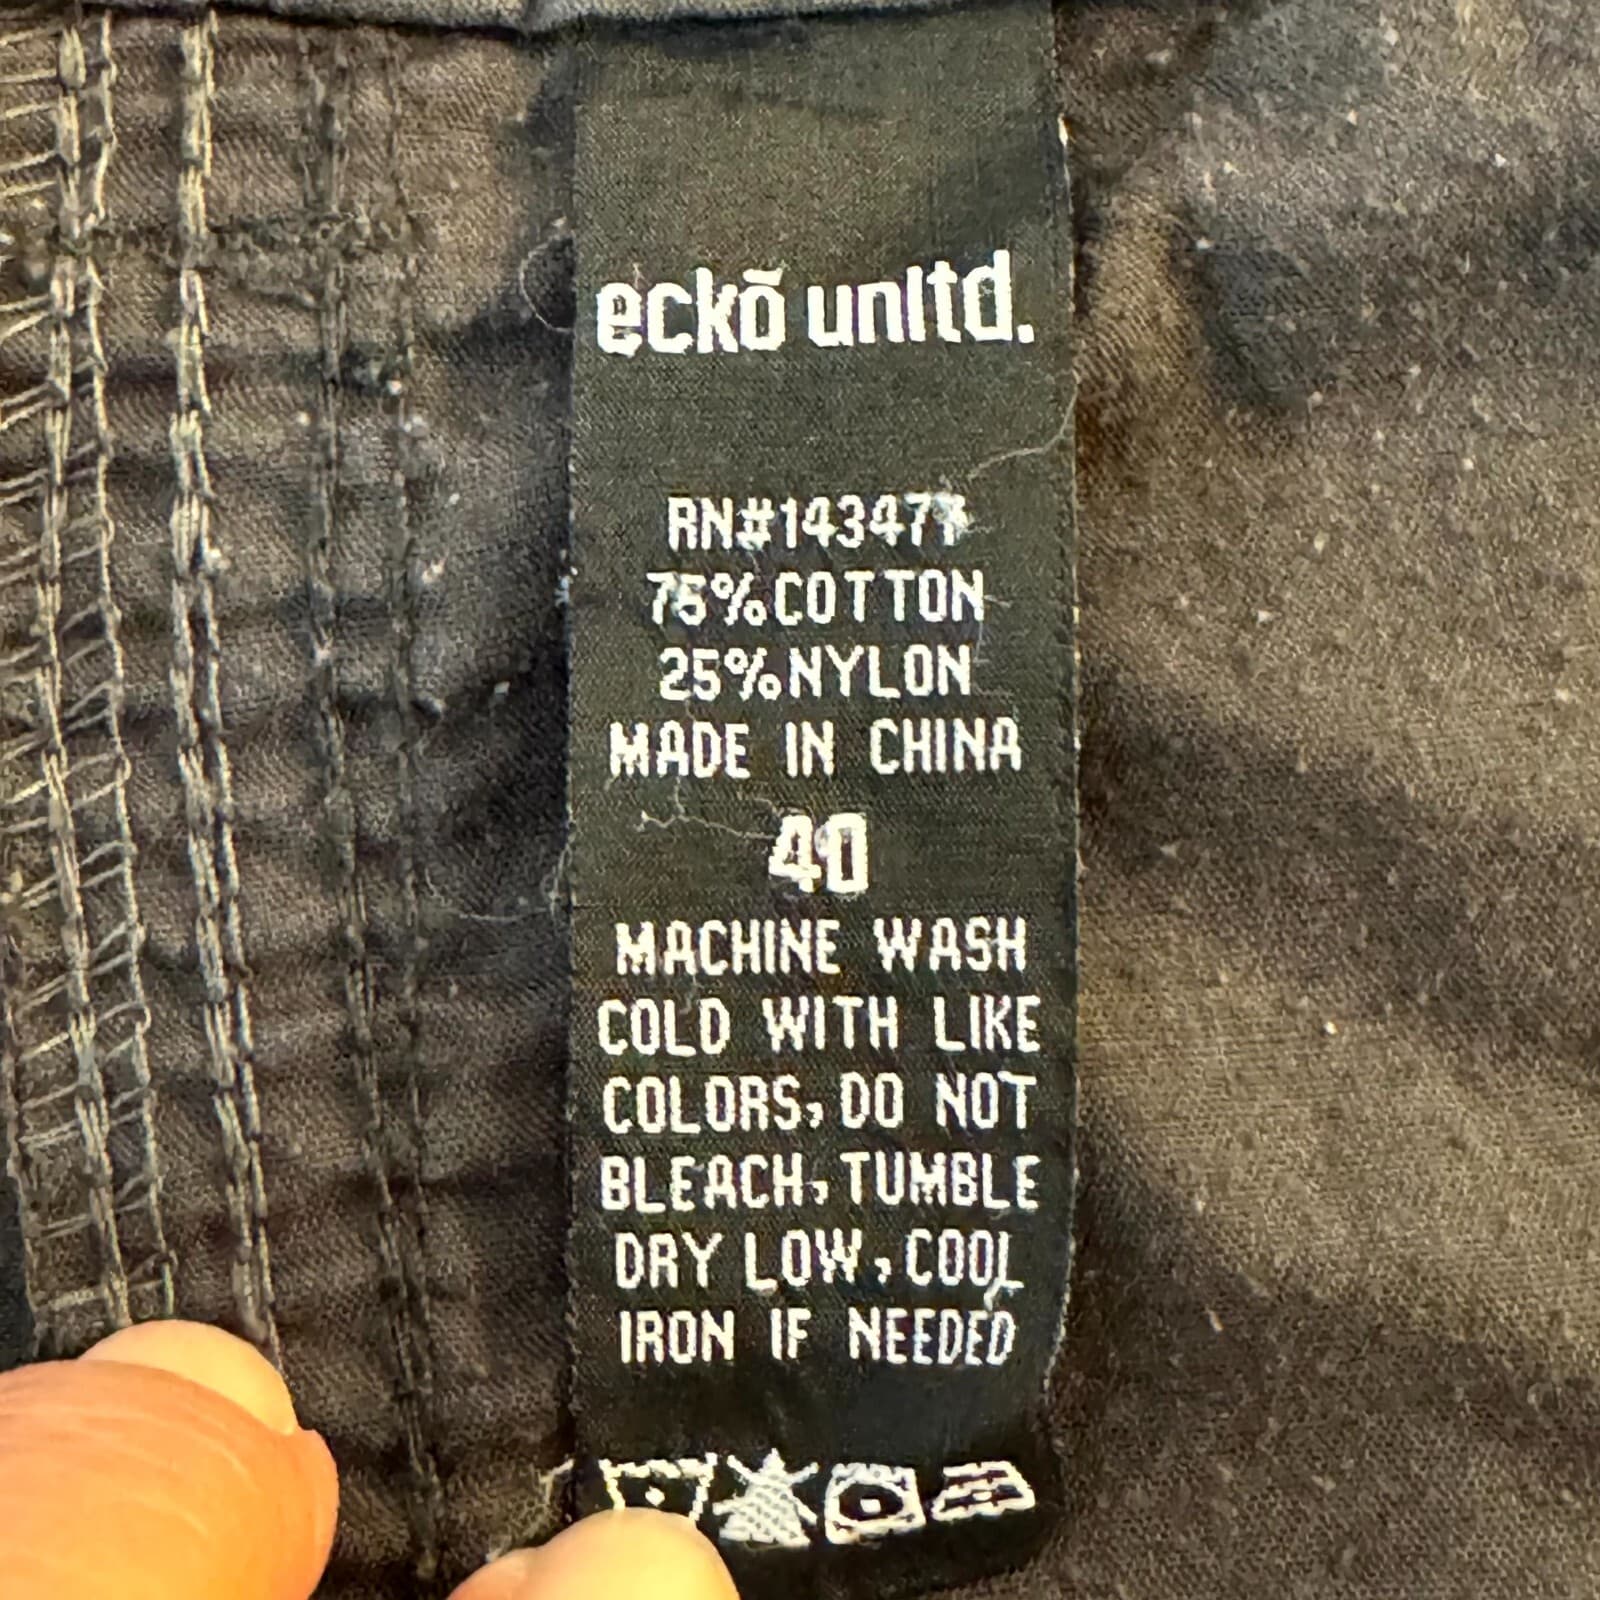 eckō unltd.
RN#143477
75%COTTON
25%NYLON
MADE IN CHINA
40
MACHINE WASH
COLD WITH LIKE
COLORS, DO NOT
BLEACH, TUMBLE
DRY LOW, COOL
IRON IF NEEDED